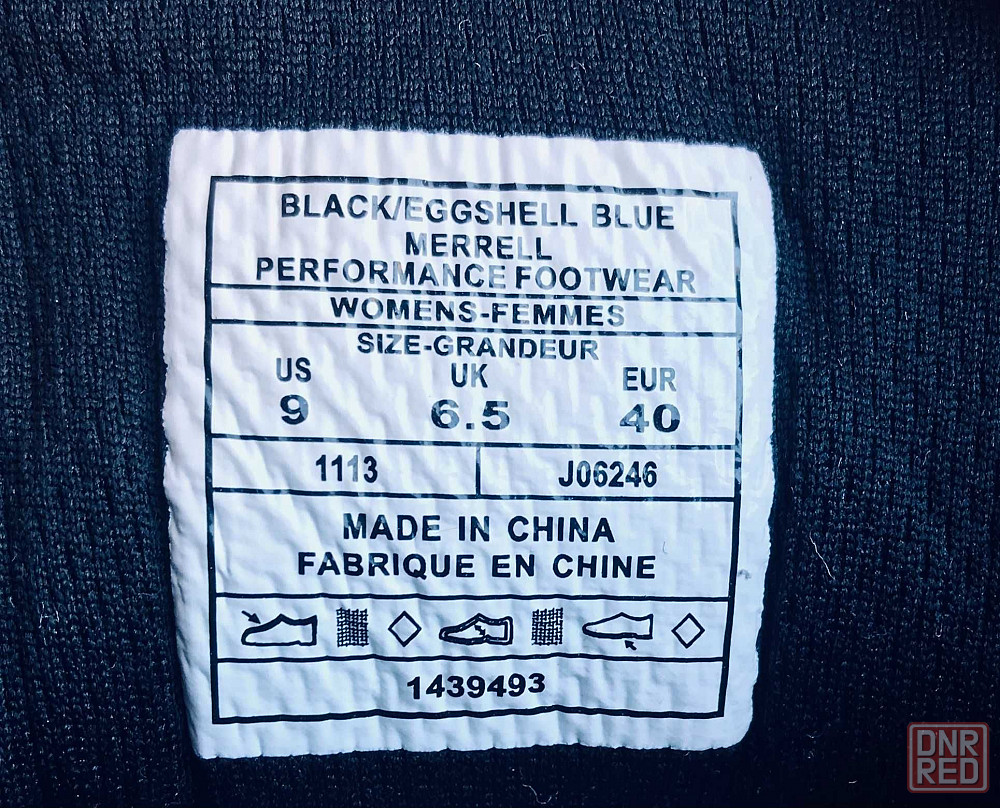 BLACK/EGGSHELL BLUE
MERRELL
PERFORMANCE FOOTWEAR
WOMENS-FEMMES
SIZE-GRANDEUR
US UK EUR
9 6.5 40
1113 J06246
MADE IN CHINA
FABRIQUE EN CHINE
1439493
DNR
RED